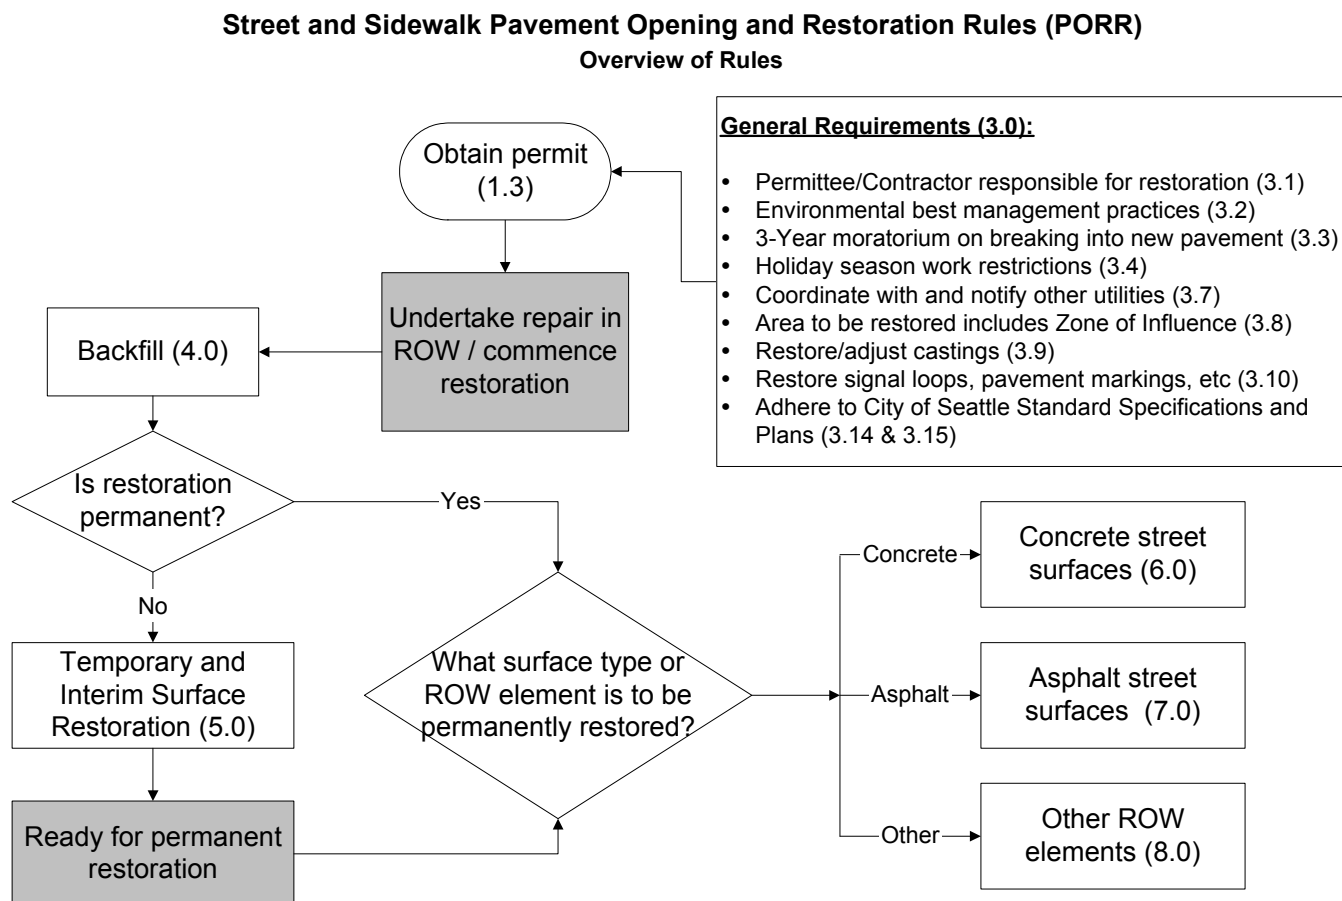 Street and Sidewalk Pavement Opening and Restoration Rules (PORR)
Overview of Rules
General Requirements (3.0):
• Permittee/Contractor responsible for restoration (3.1)
• Environmental best management practices (3.2)
• 3-Year moratorium on breaking into new pavement (3.3)
• Holiday season work restrictions (3.4)
• Coordinate with and notify other utilities (3.7)
• Area to be restored includes Zone of Influence (3.8)
• Restore/adjust castings (3.9)
• Restore signal loops, pavement markings, etc (3.10)
• Adhere to City of Seattle Standard Specifications and
Plans (3.14 & 3.15)
Obtain permit
(1.3)
Undertake repair in
ROW / commence
restoration
Backfill (4.0)
Is restoration
permanent?
Yes
No
Temporary and
Interim Surface
Restoration (5.0)
Ready for permanent
restoration
What surface type or
ROW element is to be
permanently restored?
Concrete
Concrete street
surfaces (6.0)
Asphalt
Asphalt street
surfaces (7.0)
Other
Other ROW
elements (8.0)